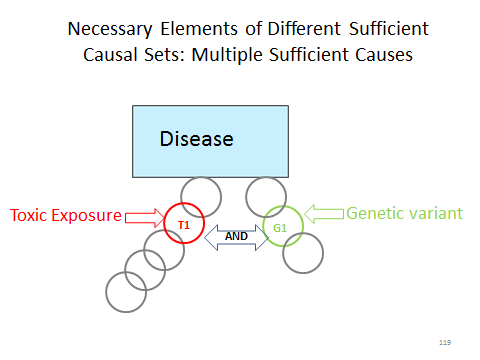 Necessary Elements of Different Sufficient
Causal Sets: Multiple Sufficient Causes
Disease
Toxic Exposure
T1
AND
G1
Genetic variant
119